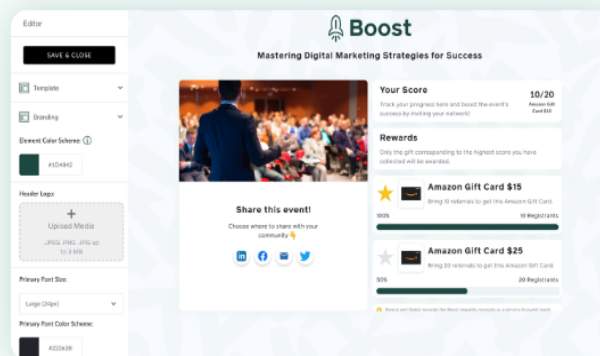 Editor
SAVE & CLOSE
Template
Branding
Element Color Scheme:
#1D4842
Header Logo:
Upload Media
JPEG, PNG, JPG up
to 3 MB
Primary Font Size:
Large (24px)
Primary Font Color Scheme:
Boost
Mastering Digital Marketing Strategies for Success
Share this event!
Choose where to share with your
community 👇
Your Score
Track your progress here and boost the event's
success by inviting your network!
10/20
Amazon Gift
Card $15
Rewards
Only the gift corresponding to the highest score you have
collected will be awarded.
Amazon Gift Card $15
Bring 10 referrals to get this Amazon Gift Card.
100%
10 Registrants
Amazon Gift Card $25
Bring 20 referrals to get this Amazon Gift Card.
50%
20 Registrants